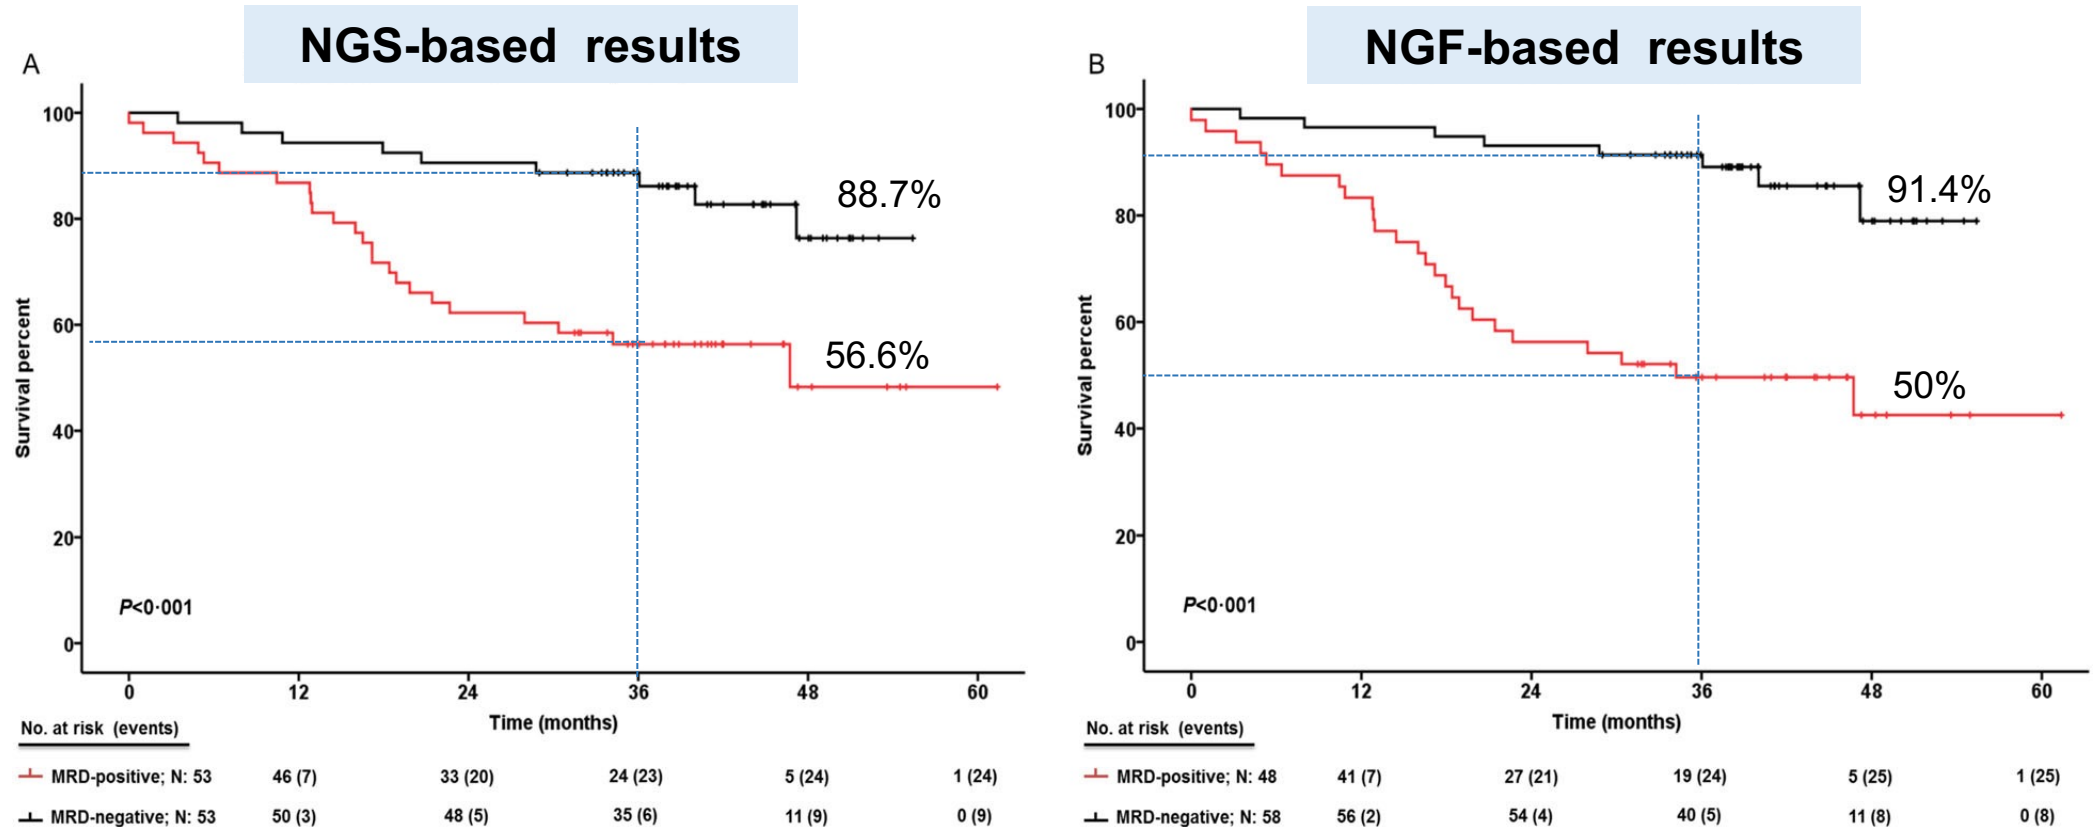 NGS-based results
A
100
80
60
40
20
0
Survival percent
88.7%
56.6%
P<0·001
0 12 24 36 48 60
Time (months)
No. at risk (events)
MRD-positive; N: 53 46 (7) 33 (20) 24 (23) 5 (24) 1 (24)
MRD-negative; N: 53 50 (3) 48 (5) 35 (6) 11 (9) 0 (9)
NGF-based results
B
100
80
60
40
20
0
Survival percent
91.4%
50%
P<0·001
0 12 24 36 48 60
Time (months)
No. at risk (events)
MRD-positive; N: 48 41 (7) 27 (21) 19 (24) 5 (25) 1 (25)
MRD-negative; N: 58 56 (2) 54 (4) 40 (5) 11 (8) 0 (8)